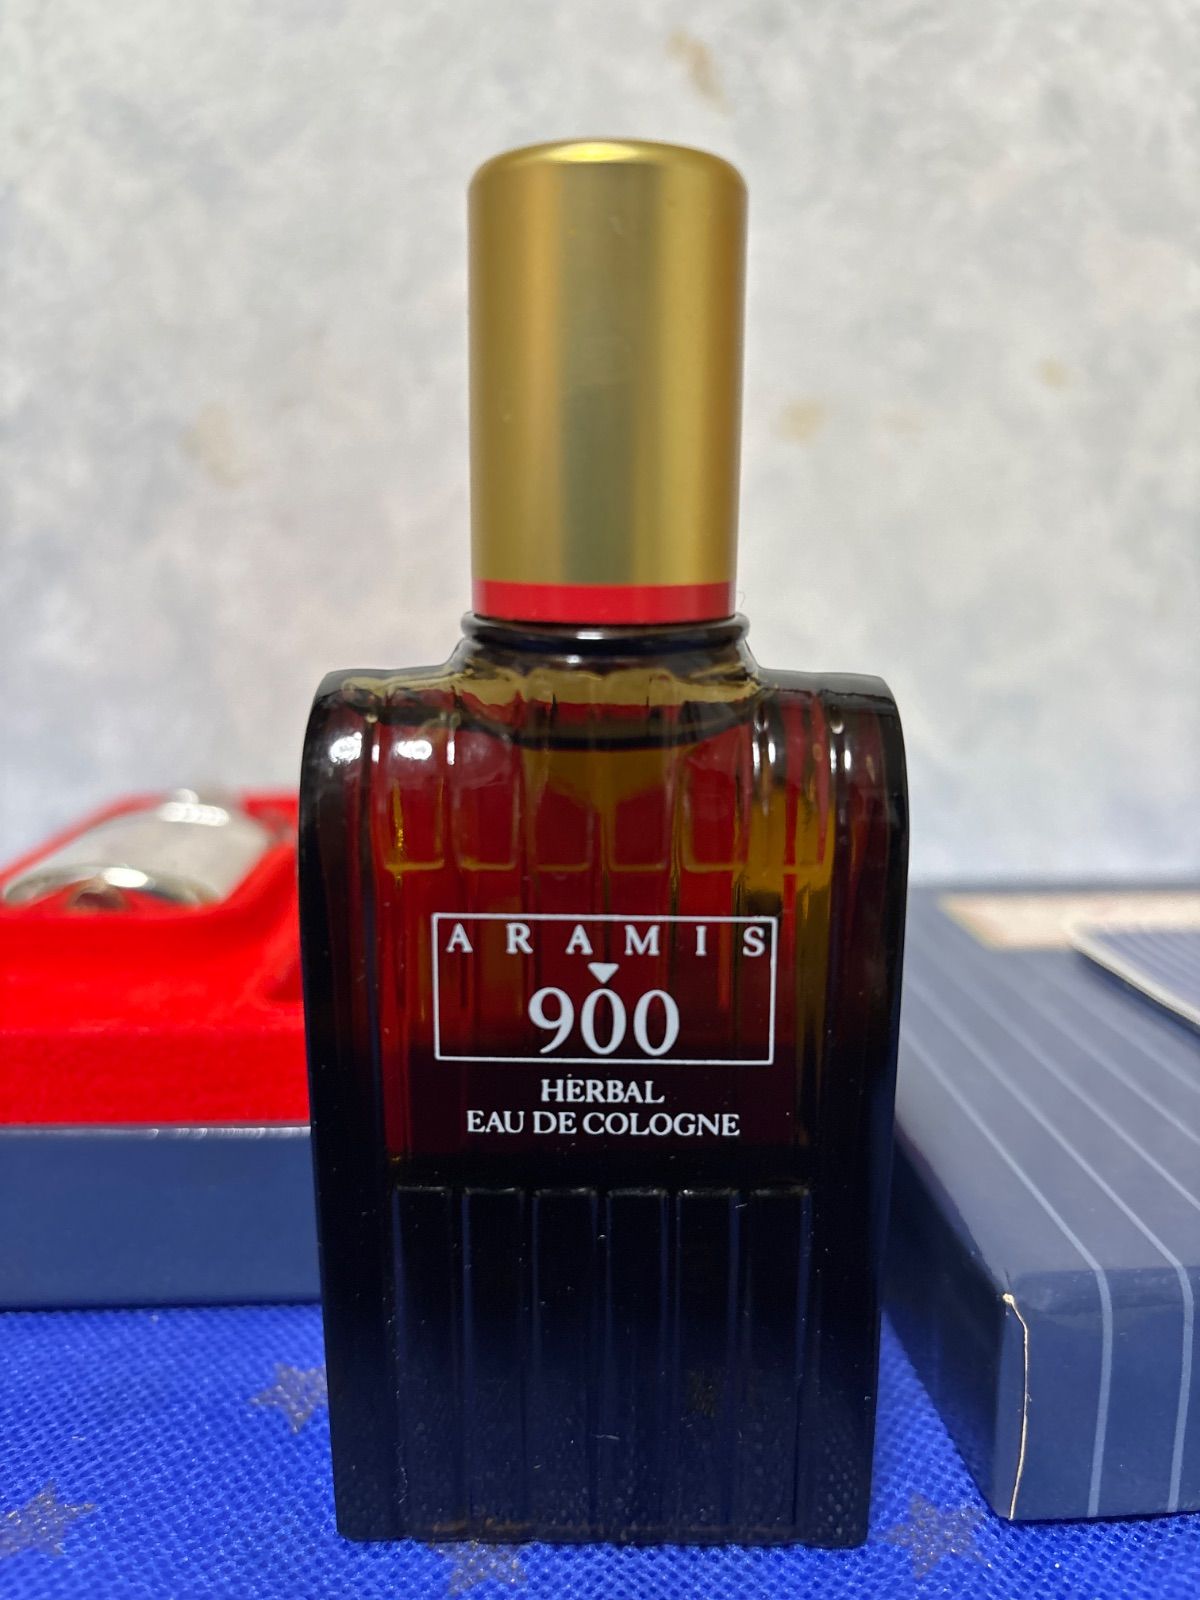 ARAMIS
900
HERBAL
EAU DE COLOGNE